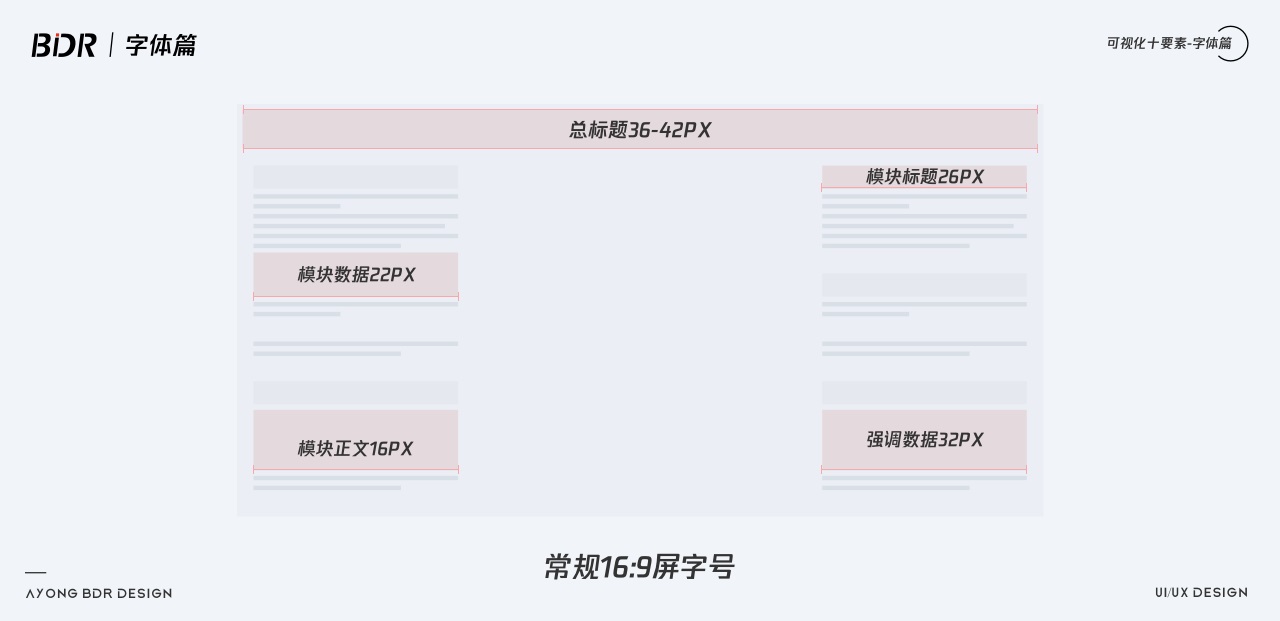 BDR | 字体篇
可视化十要素-字体篇
总标题36-42PX
模块标题26PX
模块数据22PX
模块正文16PX
强调数据32PX
常规16:9屏字号
AYONG BDR DESIGN
UI/UX DESIGN